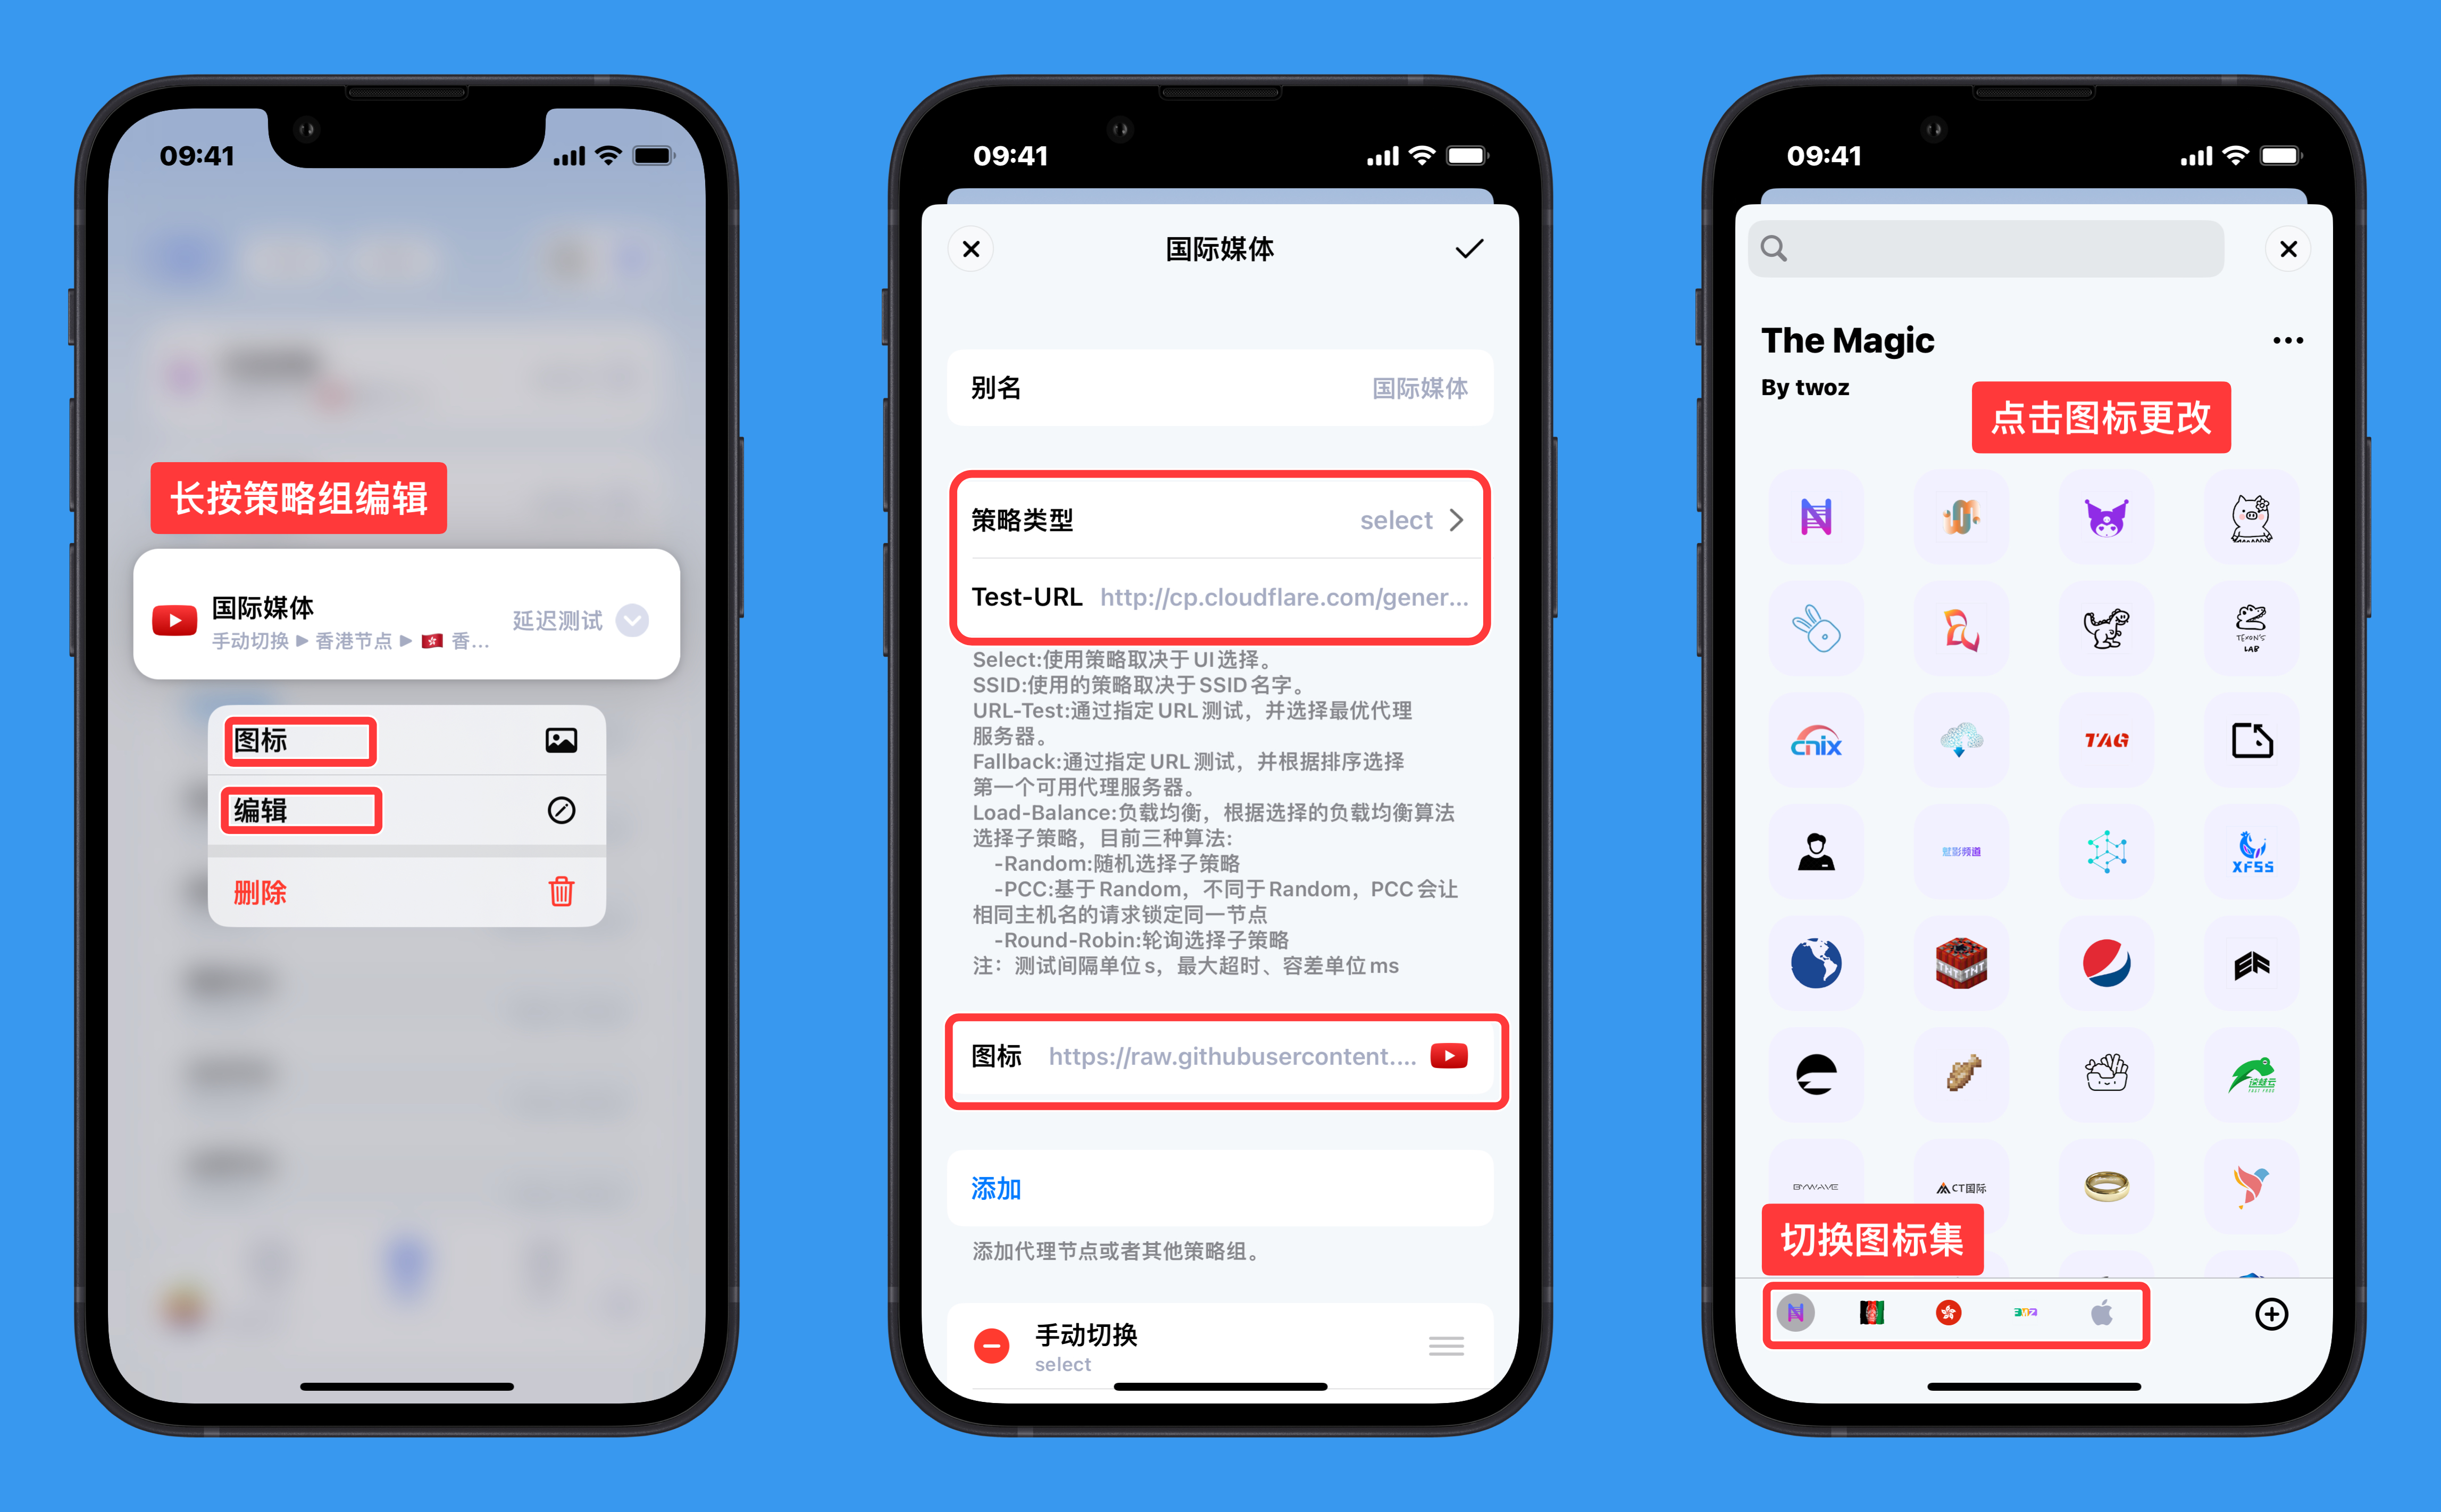 09:41
长按策略组编辑
国际媒体
手动切换 ▶ 香港节点 ▶ 🇭🇰 香...
延迟测试
图标
编辑
删除
09:41
国际媒体
别名 国际媒体
策略类型 select
Test-URL http://cp.cloudflare.com/gener...
Select:使用策略取决于UI选择。
SSID:使用的策略取决于SSID名字。
URL-Test:通过指定URL测试，并选择最优代理
服务器。
Fallback:通过指定URL测试，并根据排序选择
第一个可用代理服务器。
Load-Balance:负载均衡，根据选择的负载均衡算法
选择子策略，目前三种算法:
-Random:随机选择子策略
-PCC:基于Random，不同于Random，PCC会让
相同主机名的请求锁定同一节点
-Round-Robin:轮询选择子策略
注：测试间隔单位s，最大超时、容差单位ms
图标 https://raw.githubusercontent....
添加
添加代理节点或者其他策略组。
手动切换
select
09:41
The Magic
By twoz
点击图标更改
TEXON'S
LAB
cnix
TAG
XFSS
TNT TNT
BYWAVE
CT国际
切换图标集